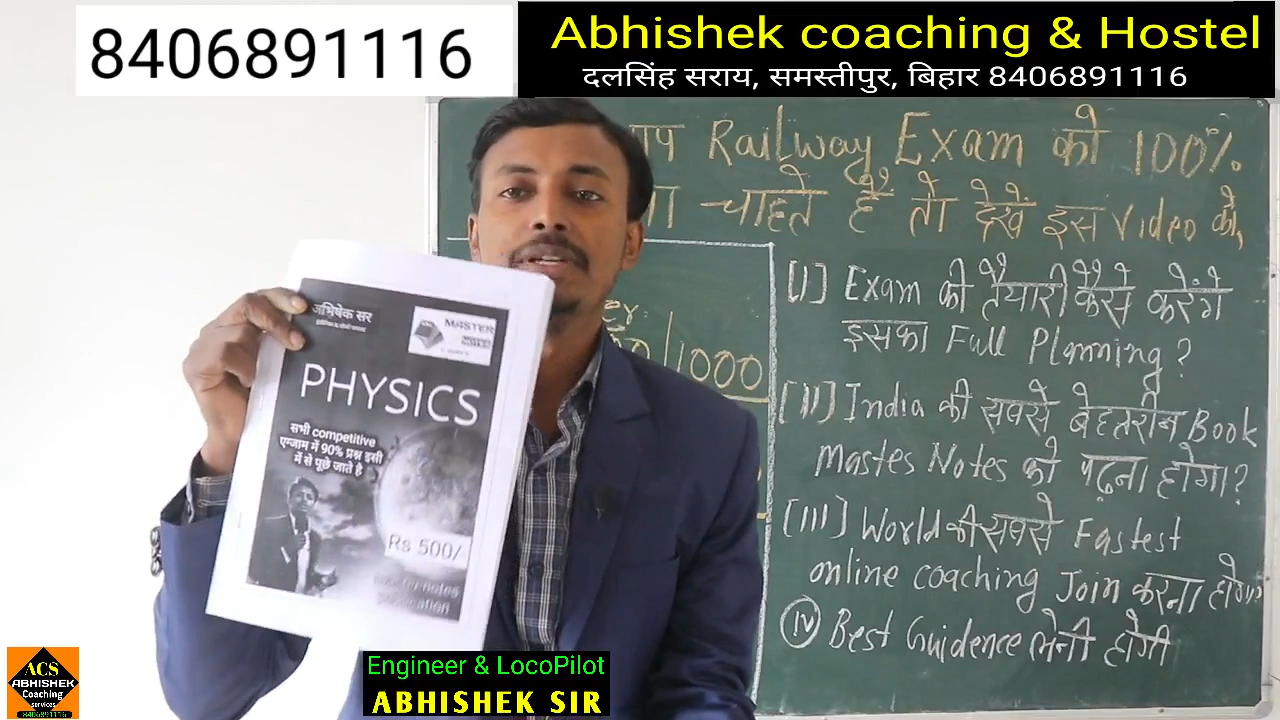 8406891116
Abhishek coaching & Hostel
दलसिंह सराय, समस्तीपुर, बिहार 8406891116
Railway Exam को 100%
चाहते हैं तो देखें इस Video को,
er:
/1000
[I] Exam की तैयारी कैसे करेंगे
इसका Full Planning ?
[II] India की सबसे बेहतरीन Book
Mastes Notes को पढ़ना होगा?
[III] World की सबसे Fastest
online coaching Join करना होगा?
(IV) Best Guidence लेनी होगी
अभिषेक सर
MASTER
PHYSICS
सभी competitive
एग्जाम में 90% प्रश्न इसी
में से पूछे जाते है
Rs 500/-
ACS
ABHISHEK
Coaching
services
8406891116
Engineer & LocoPilot
ABHISHEK SIR